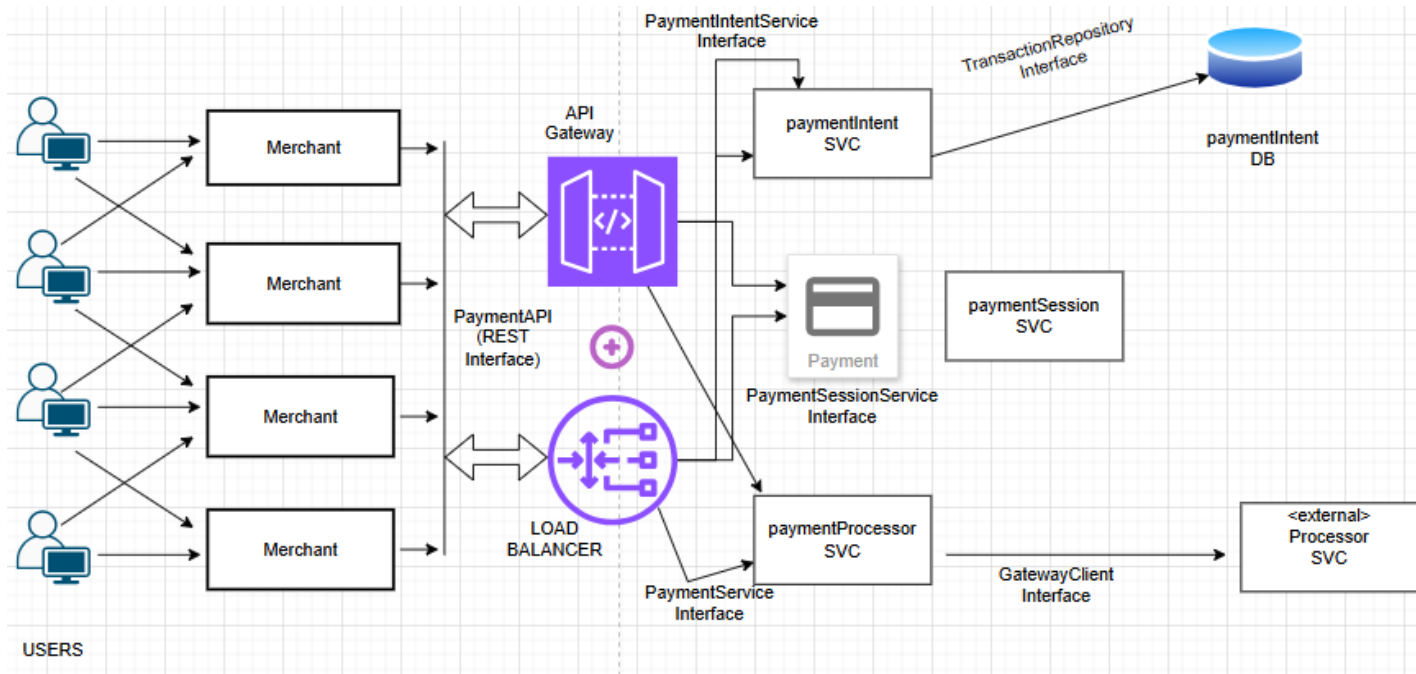 PaymentIntentService
Interface
TransactionRepository
Interface
API
Gateway
paymentIntent
SVC
paymentIntent
DB
Merchant
</>
Merchant
PaymentAPI
(REST
Interface)
paymentSession
SVC
Payment
PaymentSessionService
Interface
Merchant
LOAD
BALANCER
Merchant
paymentProcessor
SVC
<external>
Processor
SVC
GatewayClient
Interface
PaymentService
Interface
USERS